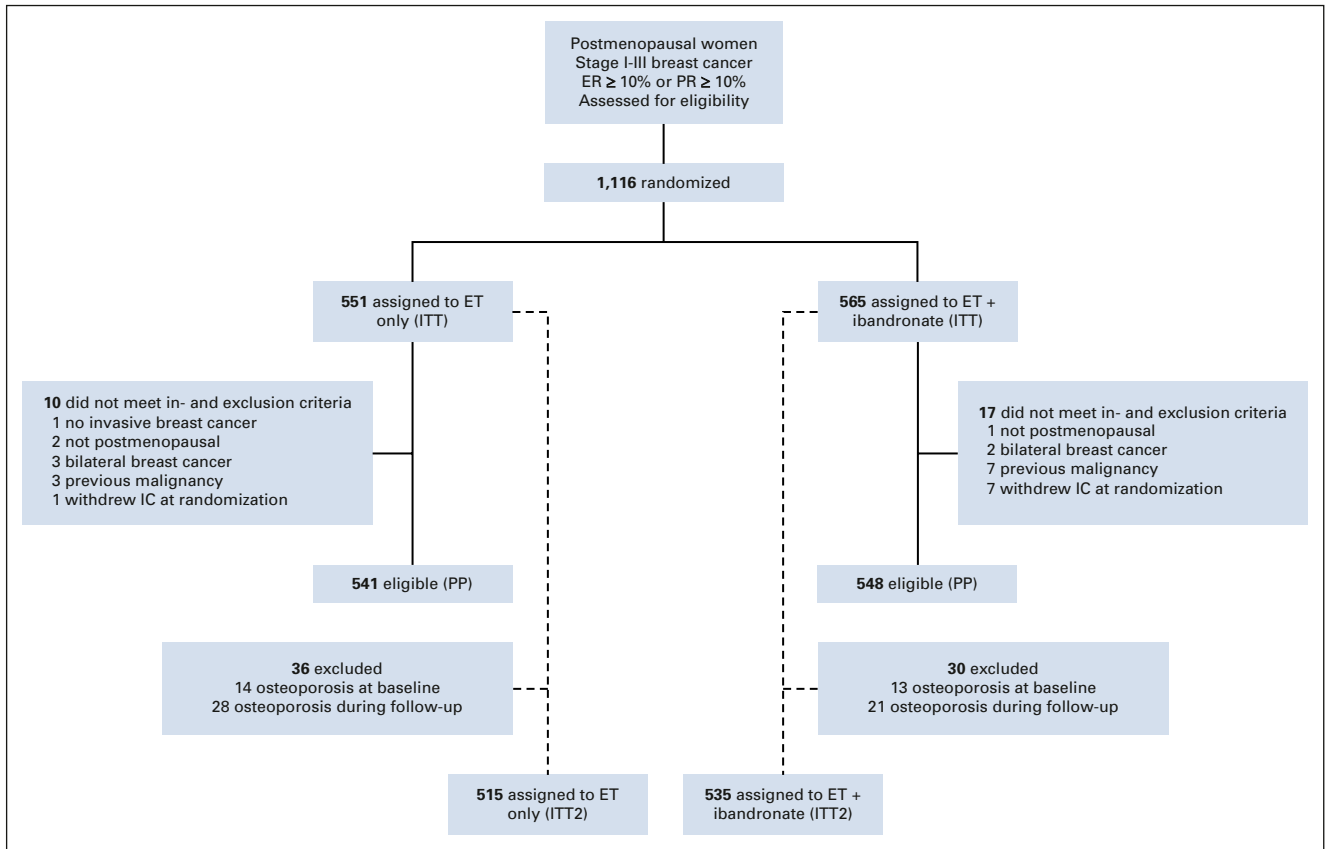 Postmenopausal women
Stage I-III breast cancer
ER ≥ 10% or PR ≥ 10%
Assessed for eligibility
1,116 randomized
551 assigned to ET
only (ITT)
565 assigned to ET +
ibandronate (ITT)
10 did not meet in- and exclusion criteria
1 no invasive breast cancer
2 not postmenopausal
3 bilateral breast cancer
3 previous malignancy
1 withdrew IC at randomization
17 did not meet in- and exclusion criteria
1 not postmenopausal
2 bilateral breast cancer
7 previous malignancy
7 withdrew IC at randomization
541 eligible (PP)
548 eligible (PP)
36 excluded
14 osteoporosis at baseline
28 osteoporosis during follow-up
30 excluded
13 osteoporosis at baseline
21 osteoporosis during follow-up
515 assigned to ET
only (ITT2)
535 assigned to ET +
ibandronate (ITT2)